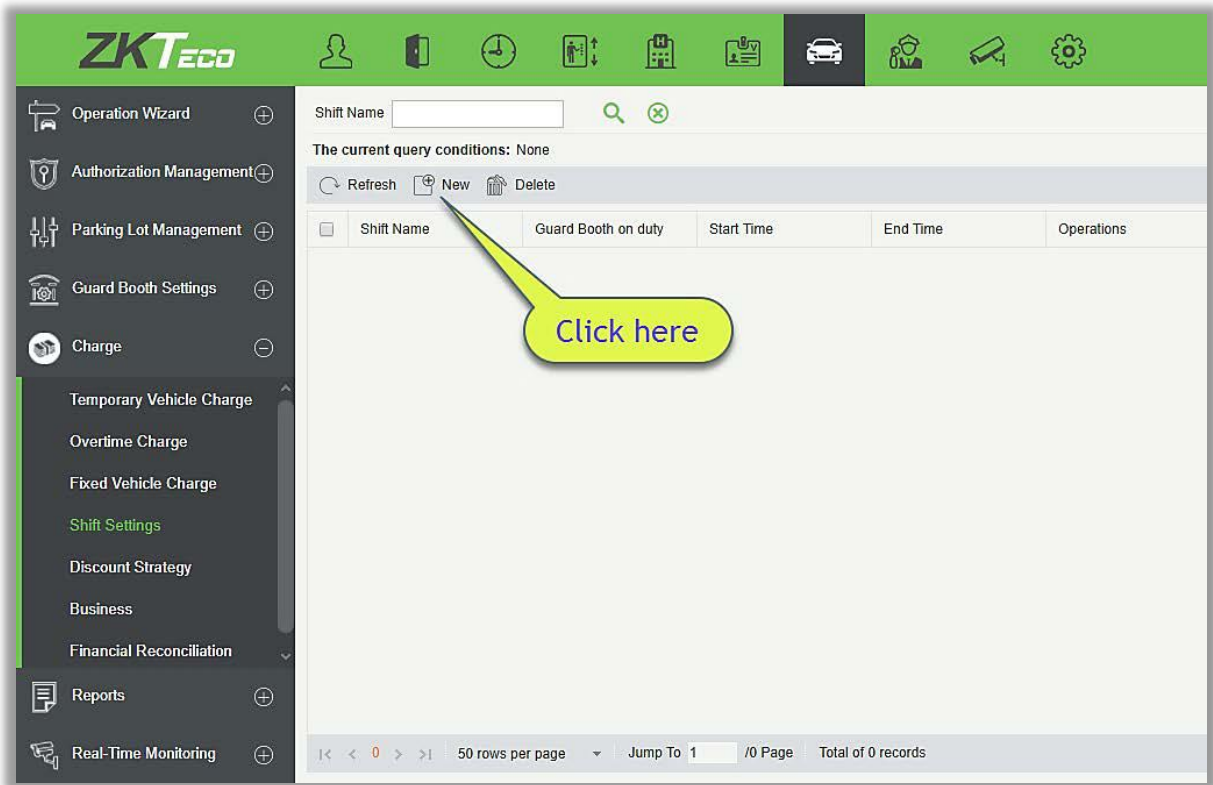 ZKTeco
Operation Wizard
Authorization Management
Parking Lot Management
Guard Booth Settings
Charge
Temporary Vehicle Charge
Overtime Charge
Fixed Vehicle Charge
Shift Settings
Discount Strategy
Business
Financial Reconciliation
Reports
Real-Time Monitoring
Shift Name
The current query conditions: None
Refresh New Delete
Shift Name Guard Booth on duty Start Time End Time Operations
Click here
|< < 0 > >| 50 rows per page Jump To 1 /0 Page Total of 0 records